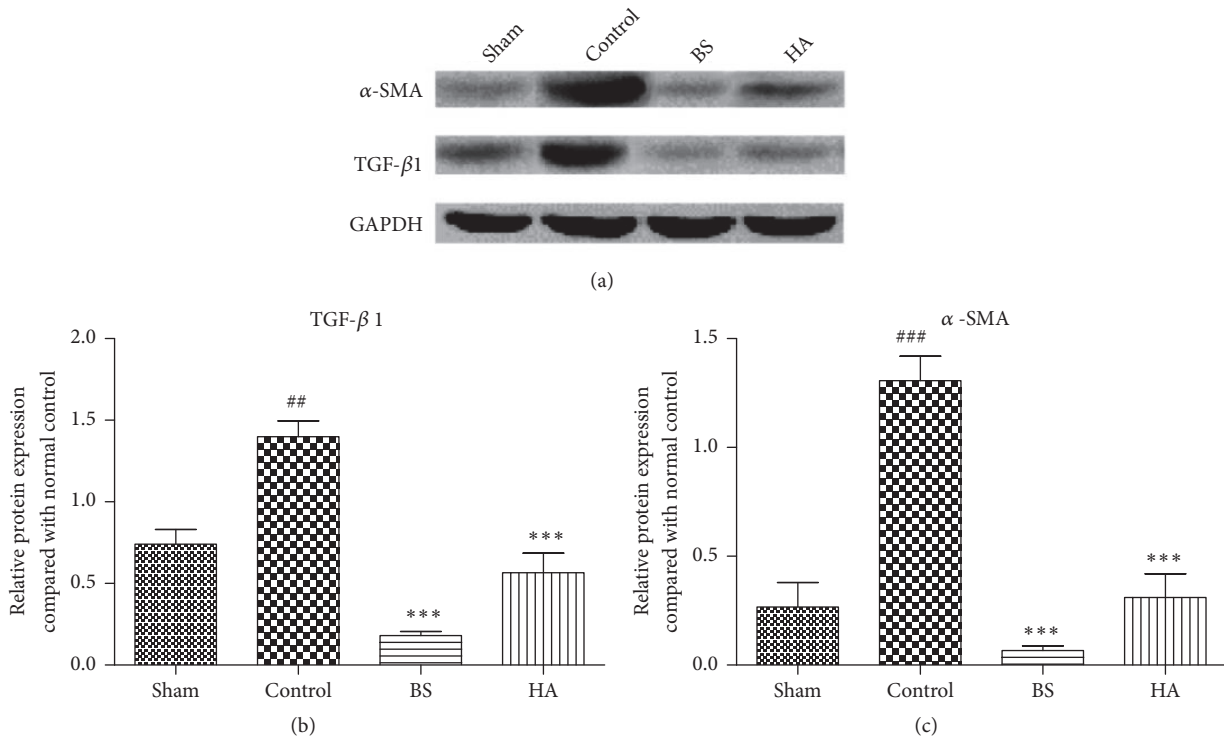 (a)
Sham Control BS HA
α-SMA
TGF-β1
GAPDH
(a)
TGF-β 1
Relative protein expression
compared with normal control
2.0
1.5
1.0
0.5
0.0
##
***
***
Sham Control BS HA
(b)
α -SMA
Relative protein expression
compared with normal control
1.5
1.0
0.5
0.0
###
***
***
Sham Control BS HA
(c)